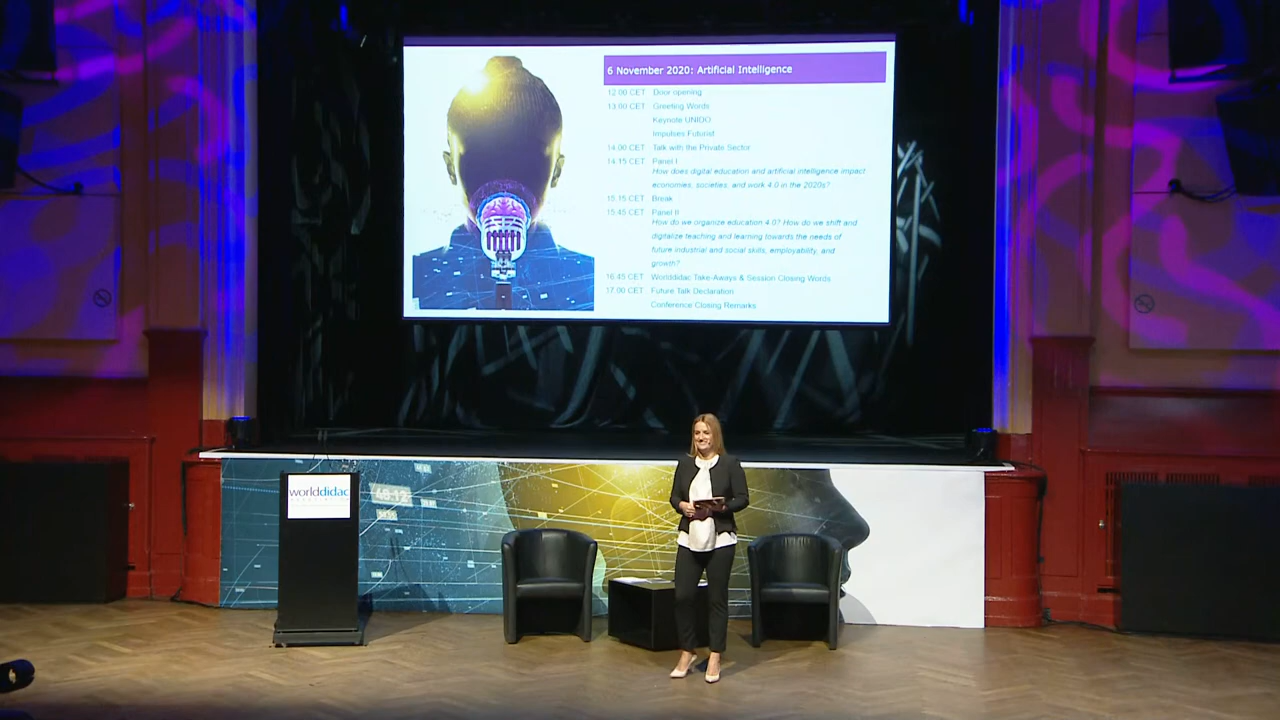 6 November 2020: Artificial Intelligence
12.00 CET Door opening
13.00 CET Greeting Words
Keynote UNIDO
Impulses Futurist
14.00 CET Talk with the Private Sector
14.15 CET Panel I
How does digital education and artificial intelligence impact
economies, societies, and work 4.0 in the 2020s?
15.15 CET Break
15.45 CET Panel II
How do we organize education 4.0? How do we shift and
digitalize teaching and learning towards the needs of
future industrial and social skills, employability, and
growth?
16.45 CET Worlddidac Take-Aways & Session Closing Words
17.00 CET Future Talk Declaration
Conference Closing Remarks
worlddidac